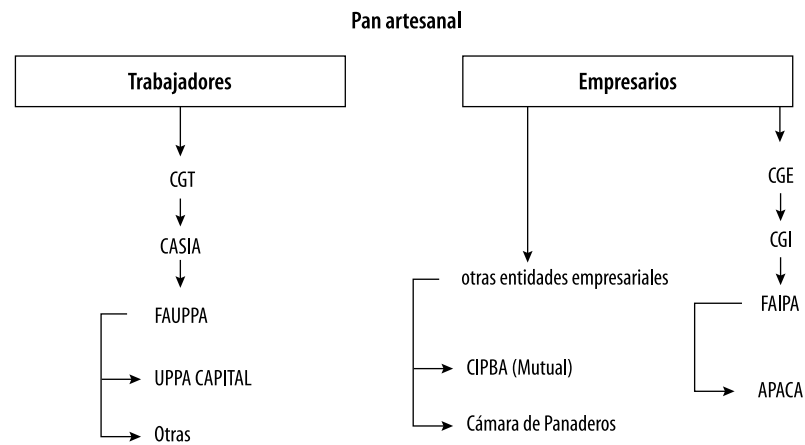 Pan artesanal
Trabajadores
CGT
CASIA
FAUPPA
UPPA CAPITAL
Otras
Empresarios
otras entidades empresariales
CIPBA (Mutual)
Cámara de Panaderos
CGE
CGI
FAIPA
APACA